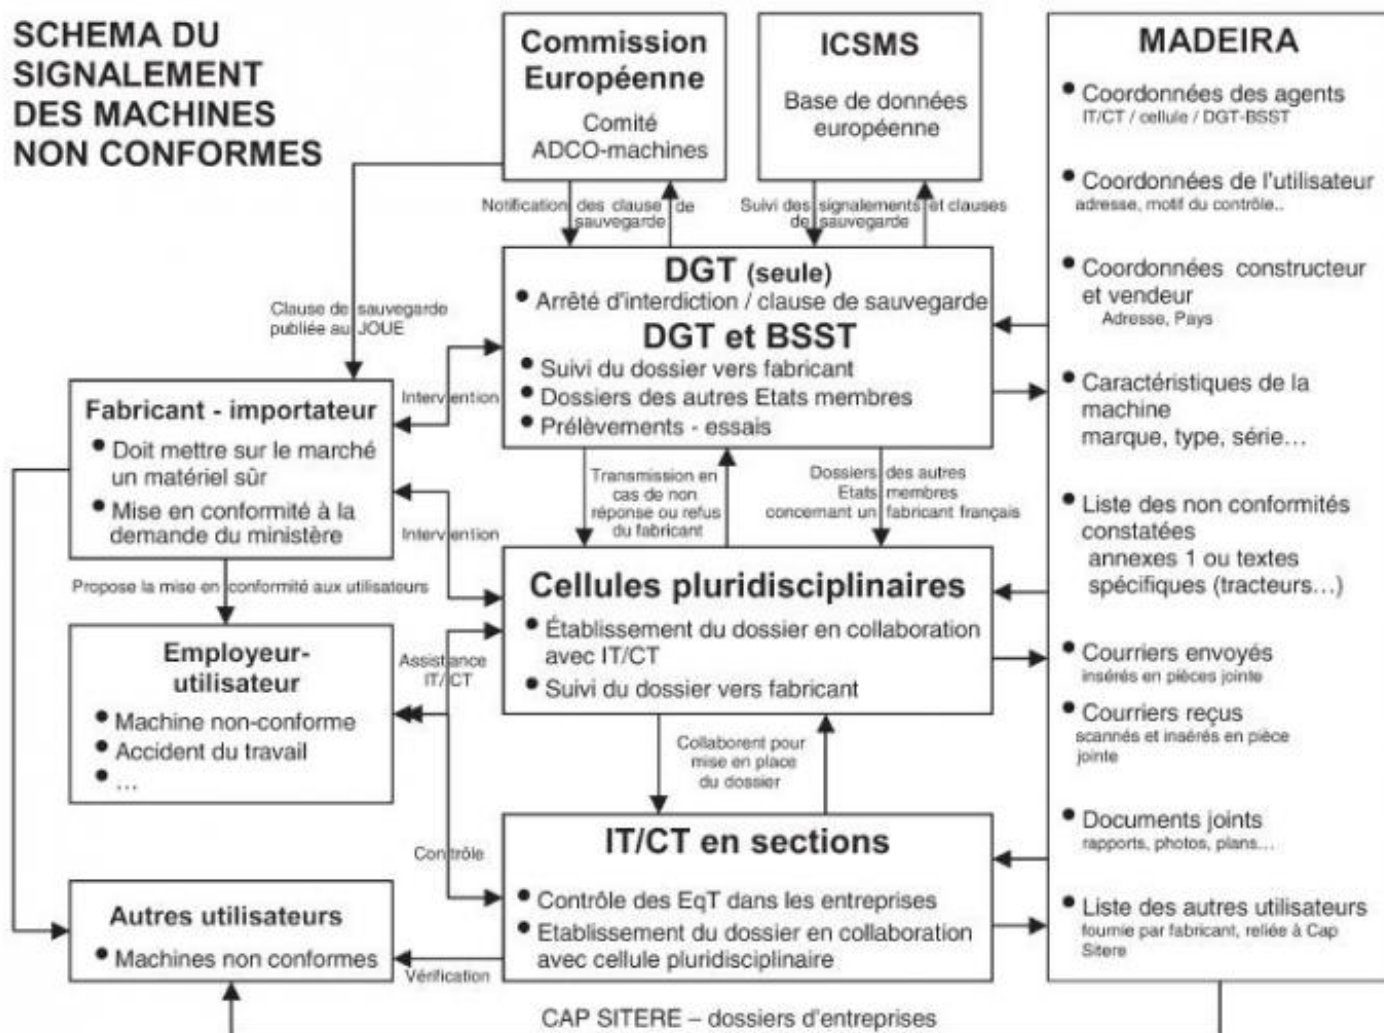 SCHEMA DU
SIGNALEMENT
DES MACHINES
NON CONFORMES
Commission
Européenne
Comité
ADCO-machines
ICSMS
Base de données
européenne
Notification des clause de
sauvegarde
Suivi des signalements et clauses
de sauvegarde
Clause de sauvegarde
publiée au JOUE
DGT (seule)
• Arrêté d'interdiction / clause de sauvegarde
DGT et BSST
• Suivi du dossier vers fabricant
• Dossiers des autres Etats membres
• Prélèvements - essais
Intervention
Fabricant - importateur
• Doit mettre sur le marché
un matériel sûr
• Mise en conformité à la
demande du ministère
Intervention
Transmission en
cas de non
réponse ou refus
du fabricant
Dossiers des autres
Etats membres
concernant un fabricant français
Propose la mise en conformité aux utilisateurs
Cellules pluridisciplinaires
• Établissement du dossier en collaboration
avec IT/CT
• Suivi du dossier vers fabricant
Employeur-
utilisateur
• Machine non-conforme
• Accident du travail
• ...
Assistance
IT/CT
Collaborent pour
mise en place
du dossier
Contrôle
IT/CT en sections
• Contrôle des EqT dans les entreprises
• Etablissement du dossier en collaboration
avec cellule pluridisciplinaire
Autres utilisateurs
• Machines non conformes
Vérification
CAP SITERE – dossiers d'entreprises
MADEIRA
• Coordonnées des agents
IT/CT / cellule / DGT-BSST
• Coordonnées de l'utilisateur
adresse, motif du contrôle..
• Coordonnées constructeur
et vendeur
Adresse, Pays
• Caractéristiques de la
machine
marque, type, série...
• Liste des non conformités
constatées
annexes 1 ou textes
spécifiques (tracteurs...)
• Courriers envoyés
insérés en pièces jointe
• Courriers reçus
scannés et insérés en pièce
jointe
• Documents joints
rapports, photos, plans...
• Liste des autres utilisateurs
fournie par fabricant, reliée à Cap
Sitere